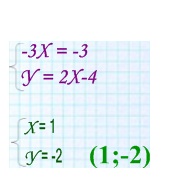 -3X = -3
Y = 2X-4
X = 1
Y = -2 (1;-2)